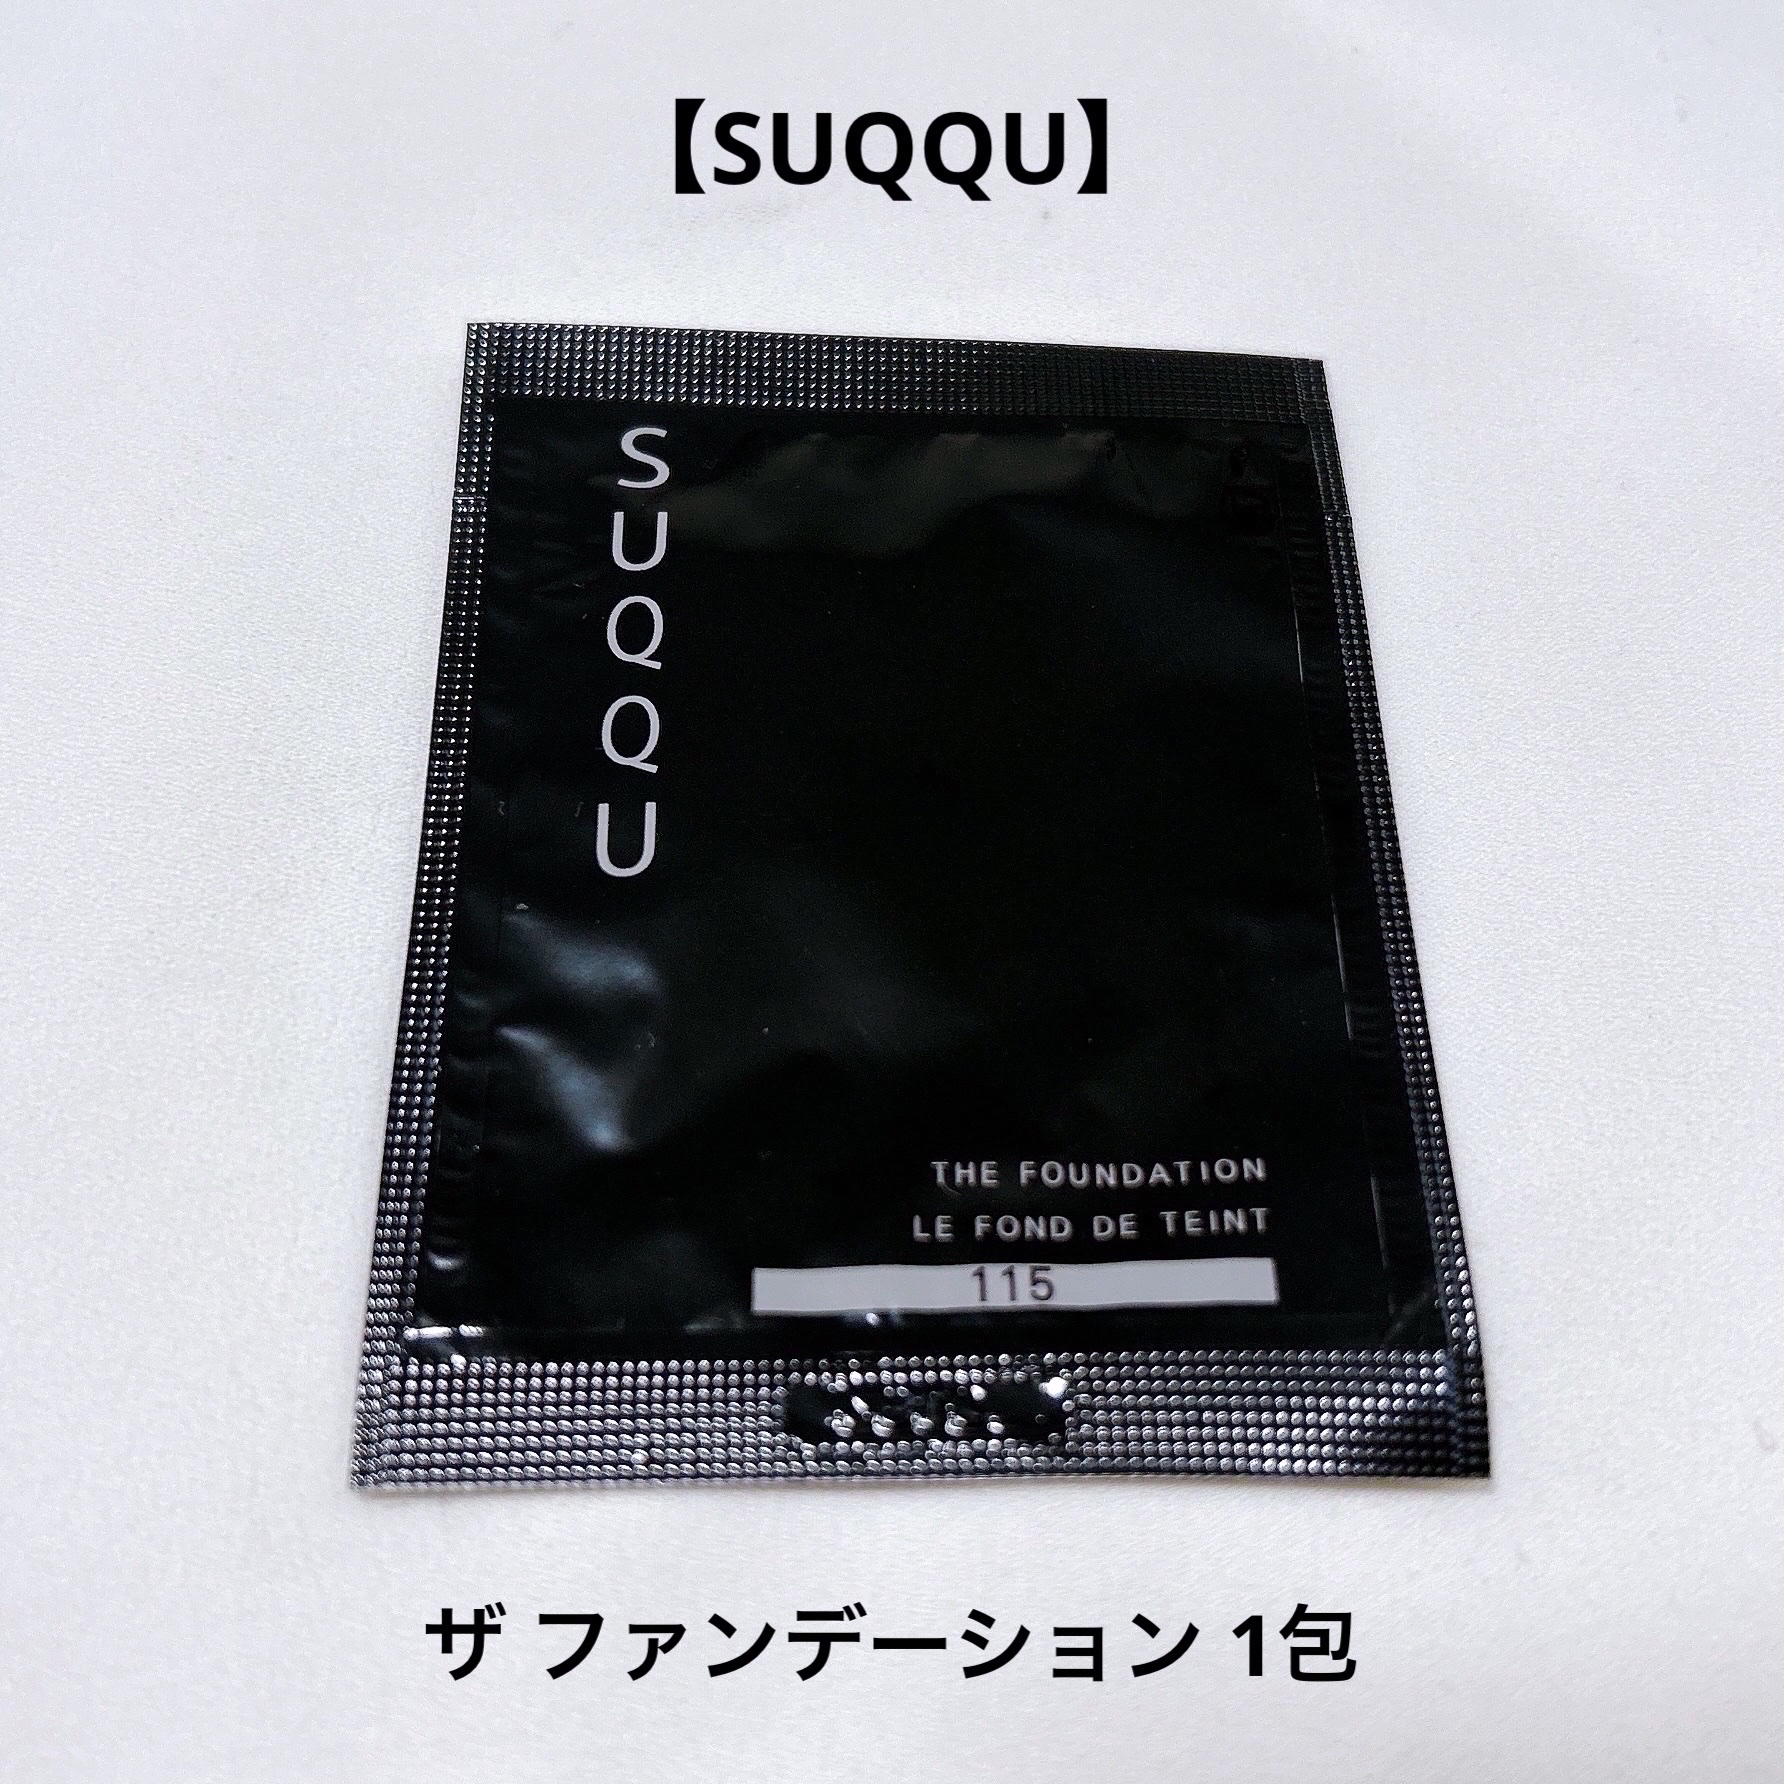 【SUQQU】
SUQQU
THE FOUNDATION
LE FOND DE TEINT
115
ザ ファンデーション 1包